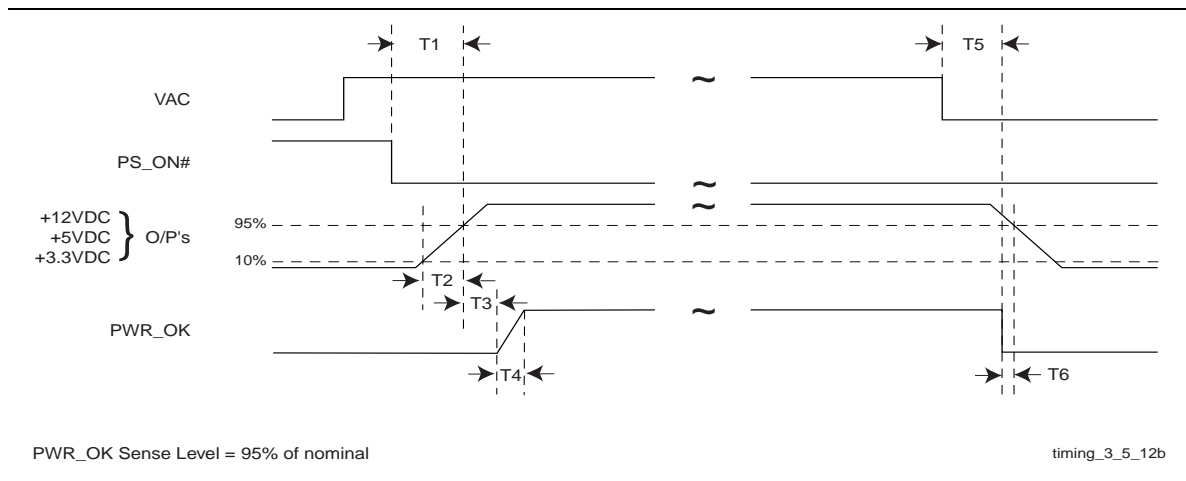 T1
T5
VAC
~
PS_ON#
~
~
+12VDC
+5VDC
+3.3VDC
} O/P's
95%
10%
T2
T3
PWR_OK
~
T4
T6
PWR_OK Sense Level = 95% of nominal
timing_3_5_12b